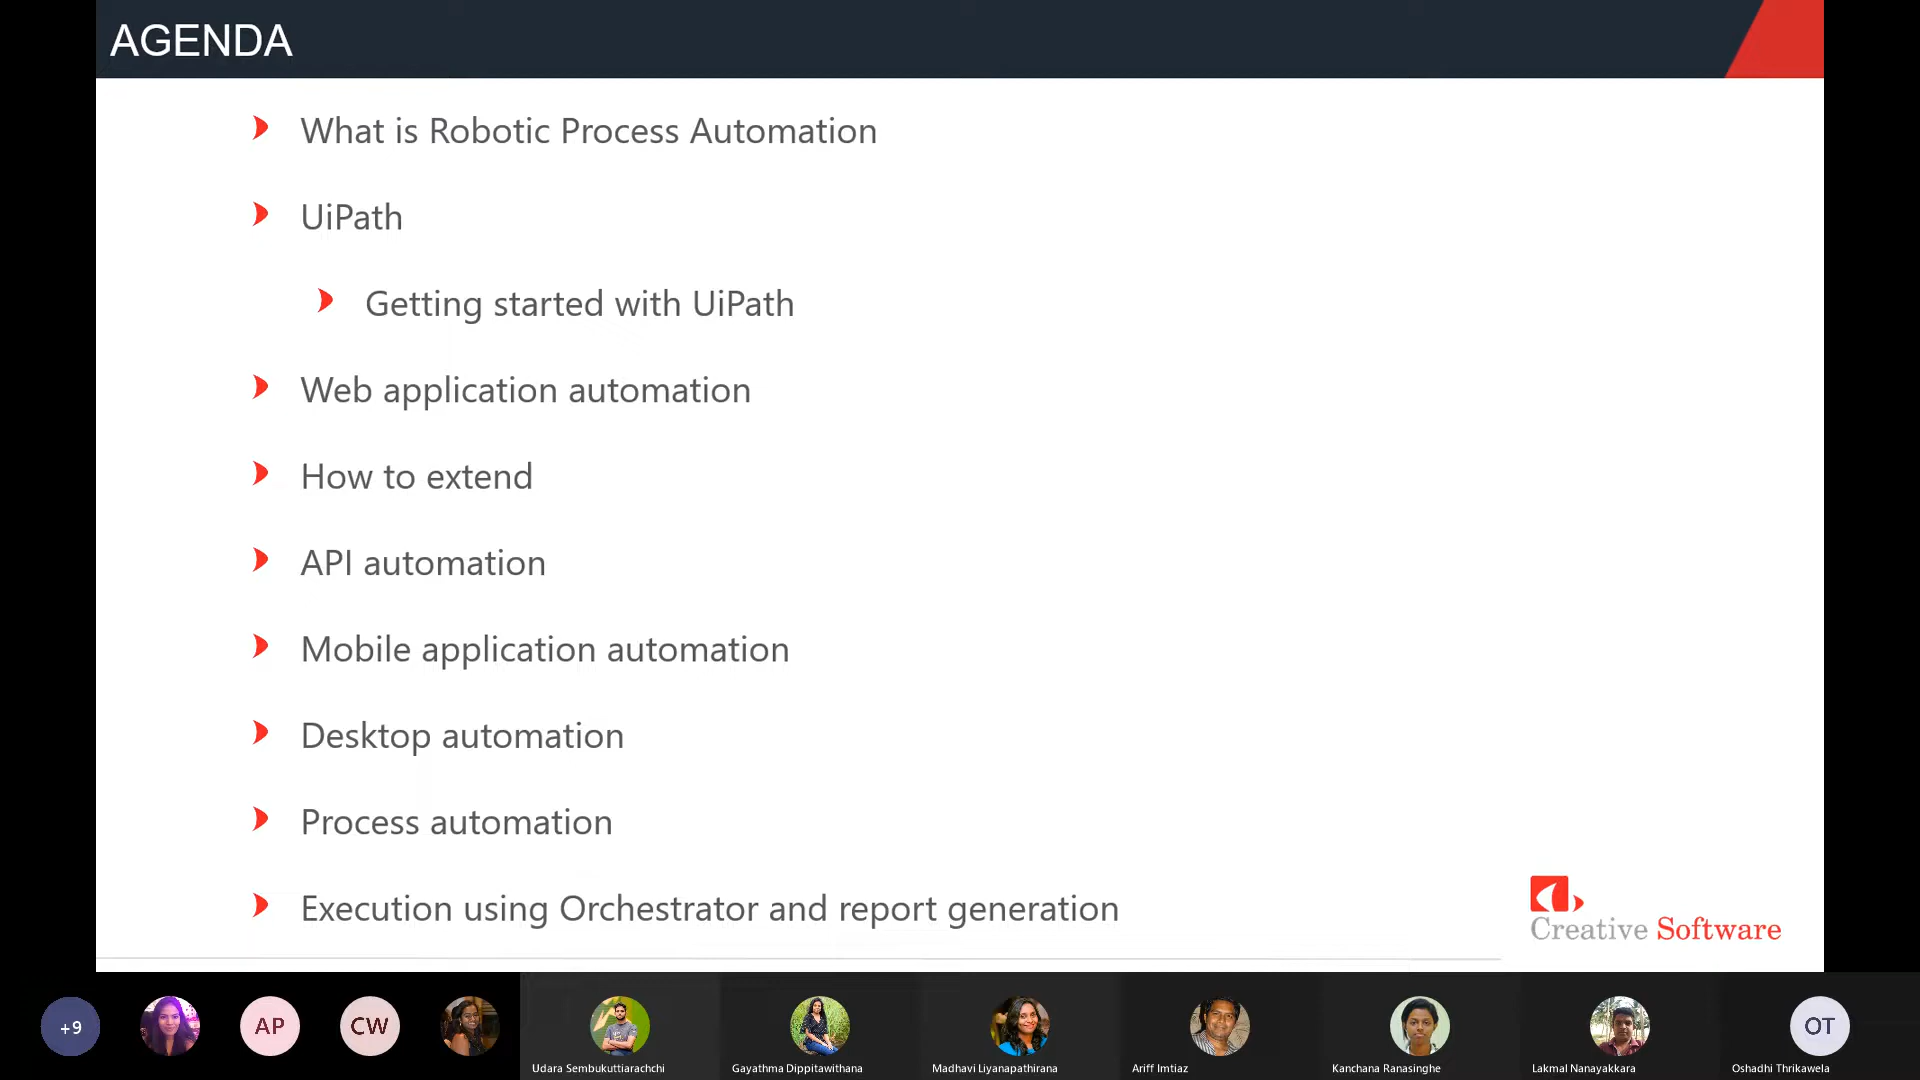 AGENDA
What is Robotic Process Automation
UiPath
Getting started with UiPath
Web application automation
How to extend
API automation
Mobile application automation
Desktop automation
Process automation
Execution using Orchestrator and report generation
Creative Software
+9
AP
CW
OT
Udara Sembukuttiarachchi
Gayathma Dippitawithana
Madhavi Liyanapathirana
Ariff Imtiaz
Kanchana Ranasinghe
Lakmal Nanayakkara
Oshadhi Thrikawela